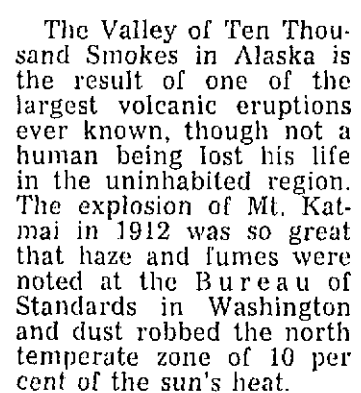 The Valley of Ten Thou-
sand Smokes in Alaska is
the result of one of the
largest volcanic eruptions
ever known, though not a
human being lost his life
in the uninhabited region.
The explosion of Mt. Kat-
mai in 1912 was so great
that haze and fumes were
noted at the Bureau of
Standards in Washington
and dust robbed the north
temperate zone of 10 per
cent of the sun's heat.